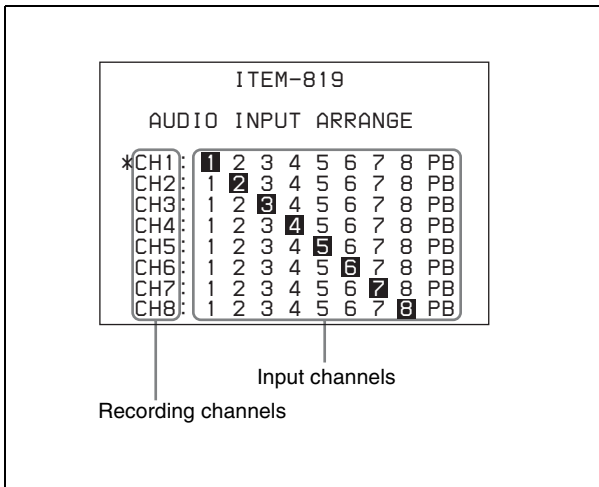 ITEM-819
AUDIO INPUT ARRANGE
*CH1: 1 2 3 4 5 6 7 8 PB
CH2: 1 2 3 4 5 6 7 8 PB
CH3: 1 2 3 4 5 6 7 8 PB
CH4: 1 2 3 4 5 6 7 8 PB
CH5: 1 2 3 4 5 6 7 8 PB
CH6: 1 2 3 4 5 6 7 8 PB
CH7: 1 2 3 4 5 6 7 8 PB
CH8: 1 2 3 4 5 6 7 8 PB
Input channels
Recording channels